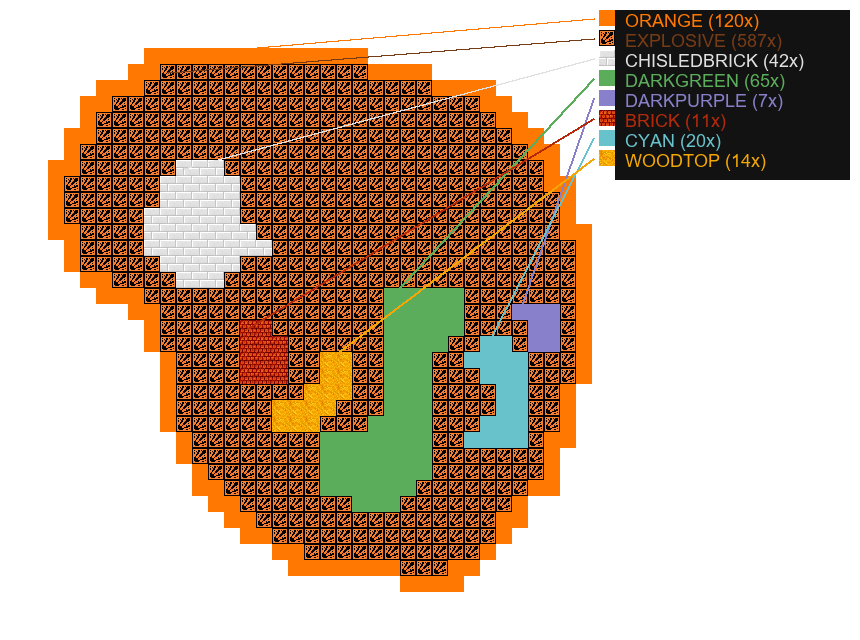 ORANGE (120x)
EXPLOSIVE (587x)
CHISLEDBRICK (42x)
DARKGREEN (65x)
DARKPURPLE (7x)
BRICK (11x)
CYAN (20x)
WOODTOP (14x)